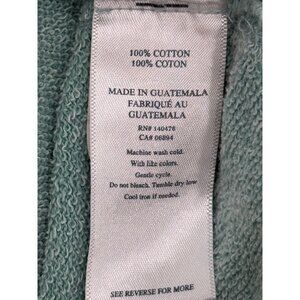 100% COTTON
100% COTON
MADE IN GUATEMALA
FABRIQUÉ AU
GUATEMALA
RN# 140476
CA# 06894
Machine wash cold.
With like colors.
Gentle cycle.
Do not bleach. Tumble dry low
Cool iron if needed.
SEE REVERSE FOR MORE